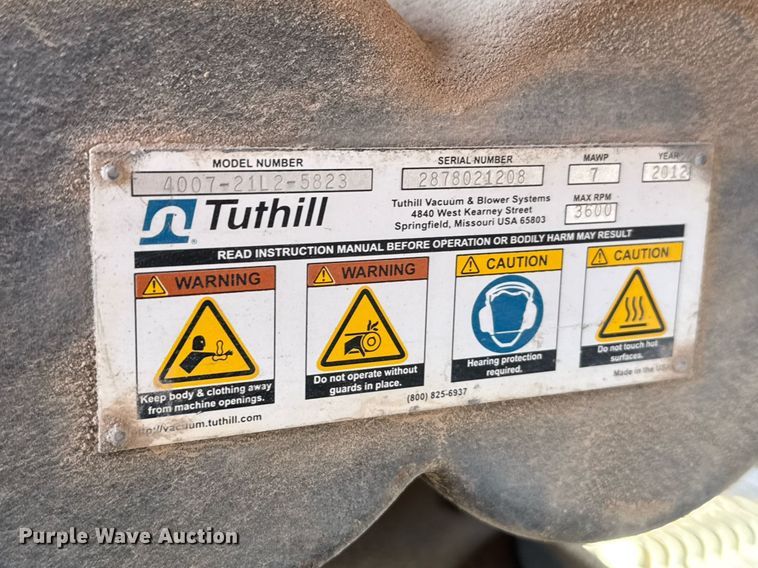 MODEL NUMBER
4007-21L2-5823
SERIAL NUMBER
2878021208
MAWP
7
YEAR
2012
Tuthill
Tuthill Vacuum & Blower Systems
4840 West Kearney Street
Springfield, Missouri USA 65803
MAX RPM
3600
READ INSTRUCTION MANUAL BEFORE OPERATION OR BODILY HARM MAY RESULT
WARNING
Keep body & clothing away
from machine openings.
WARNING
Do not operate without
guards in place.
CAUTION
Hearing protection
required.
CAUTION
Do not touch hot
surfaces.
Made in the USA
(800) 825-6937
http://vacuum.tuthill.com
Purple Wave Auction